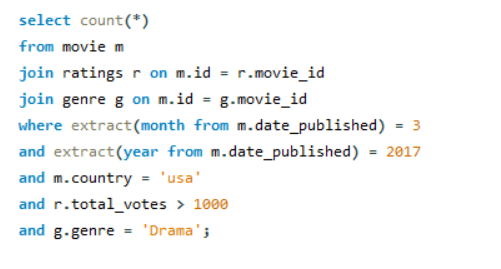 select count(*)
from movie m
join ratings r on m.id = r.movie_id
join genre g on m.id = g.movie_id
where extract(month from m.date_published) = 3
and extract(year from m.date_published) = 2017
and m.country = 'usa'
and r.total_votes > 1000
and g.genre = 'Drama';